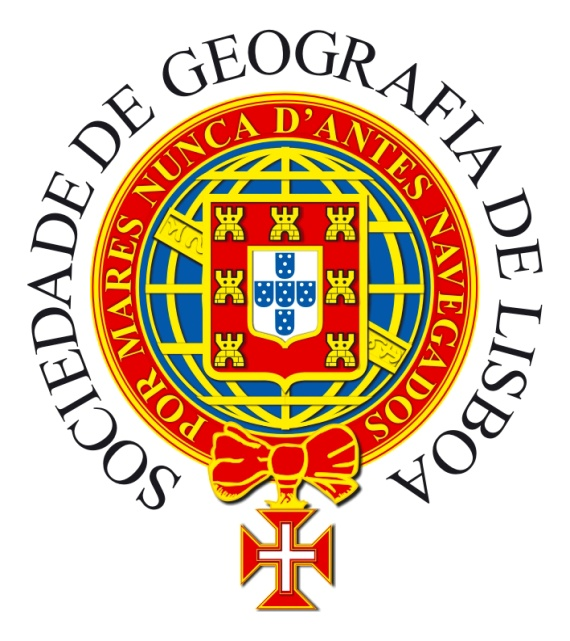 SOCIEDADE DE GEOGRAFIA DE LISBOA
POR MARES NUNCA D'ANTES NAVEGADOS